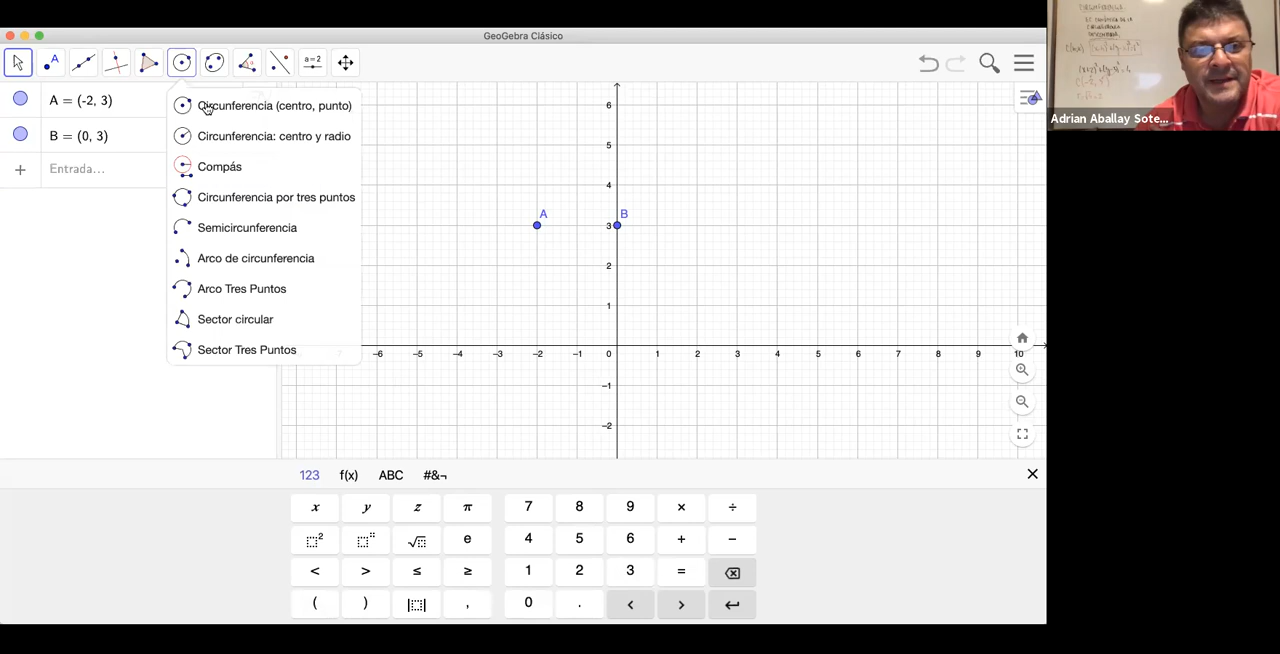 GeoGebra Clásico
A
a=2
A = (-2, 3)
B = (0, 3)
Entrada...
Circunferencia (centro, punto)
Circunferencia: centro y radio
Compás
Circunferencia por tres puntos
Semicircunferencia
Arco de circunferencia
Arco Tres Puntos
Sector circular
Sector Tres Puntos
6
5
4
3
2
1
A
B
-7 -6 -5 -4 -3 -2 -1 0 1 2 3 4 5 6 7 8 9 10
-1
-2
Adrian Aballay Sote...
123 f(x) ABC #&¬
x y z π 7 8 9 × ÷
e 4 5 6 + −
< > ≤ ≥ 1 2 3 =
( ) , 0 . < >